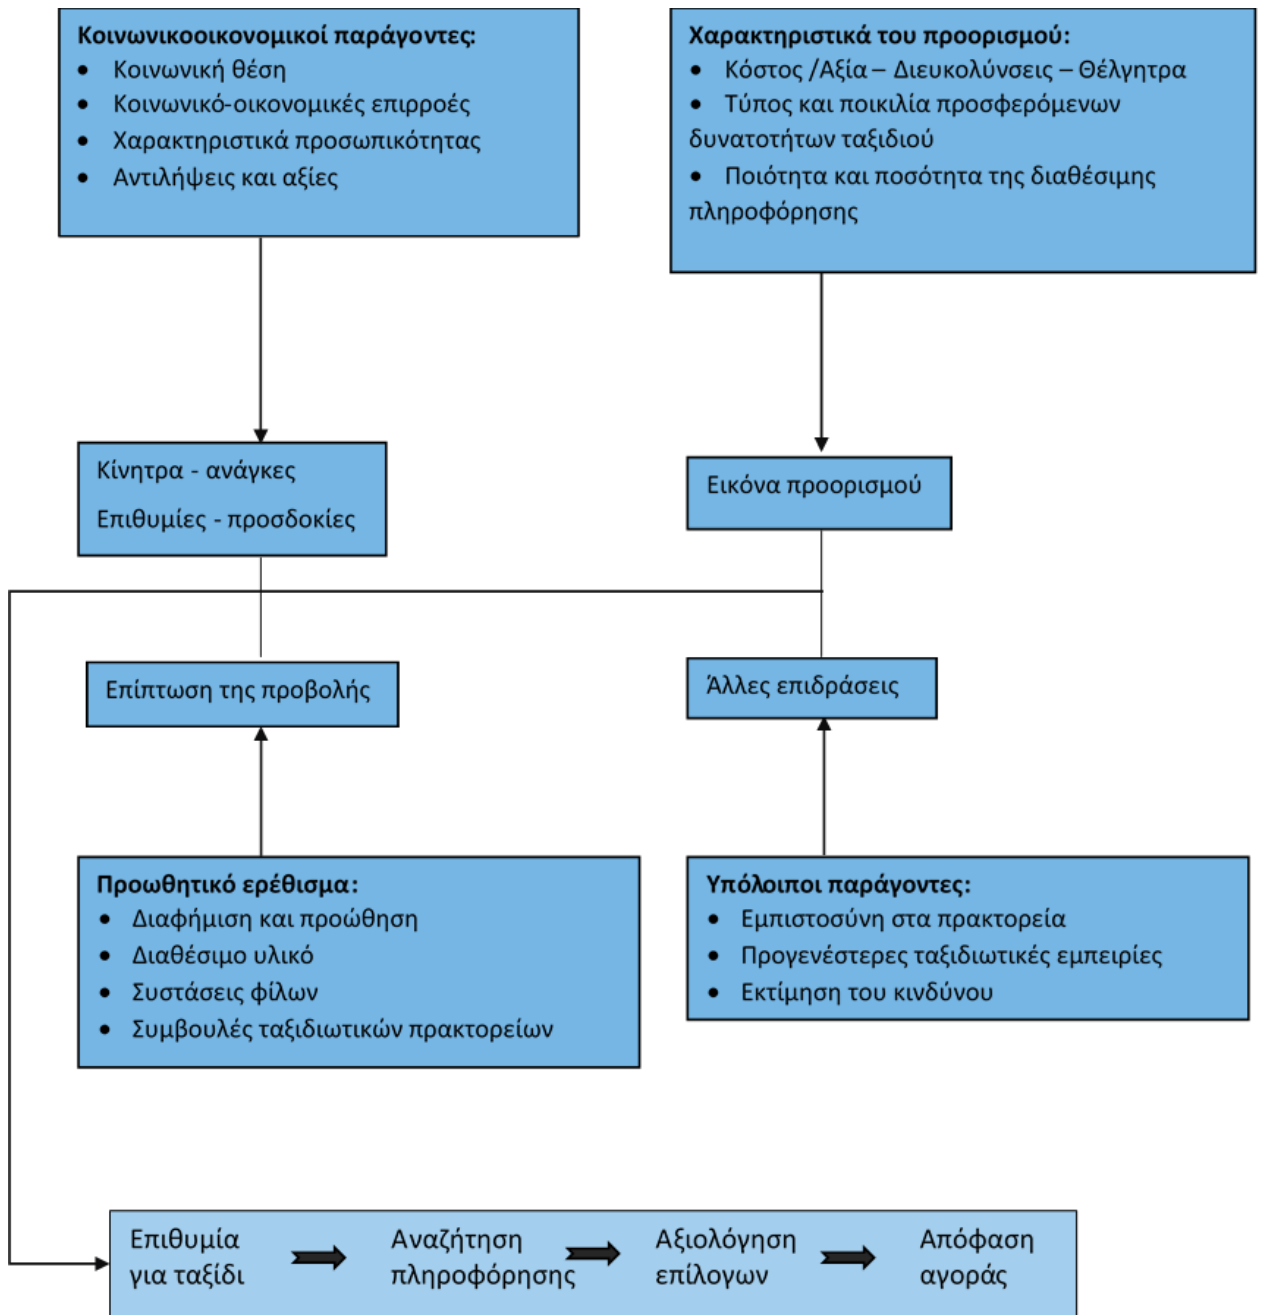 Κοινωνικοοικονομικοί παράγοντες:
• Κοινωνική θέση
• Κοινωνικό-οικονομικές επιρροές
• Χαρακτηριστικά προσωπικότητας
• Αντιλήψεις και αξίες
Χαρακτηριστικά του προορισμού:
• Κόστος /Αξία – Διευκολύνσεις – Θέλγητρα
• Τύπος και ποικιλία προσφερόμενων
δυνατοτήτων ταξιδιού
• Ποιότητα και ποσότητα της διαθέσιμης
πληροφόρησης
Κίνητρα - ανάγκες
Επιθυμίες - προσδοκίες
Εικόνα προορισμού
Επίπτωση της προβολής
Άλλες επιδράσεις
Προωθητικό ερέθισμα:
• Διαφήμιση και προώθηση
• Διαθέσιμο υλικό
• Συστάσεις φίλων
• Συμβουλές ταξιδιωτικών πρακτορείων
Υπόλοιποι παράγοντες:
• Εμπιστοσύνη στα πρακτορεία
• Προγενέστερες ταξιδιωτικές εμπειρίες
• Εκτίμηση του κινδύνου
Επιθυμία
για ταξίδι
Αναζήτηση
πληροφόρησης
Αξιολόγηση
επίλογων
Απόφαση
αγοράς